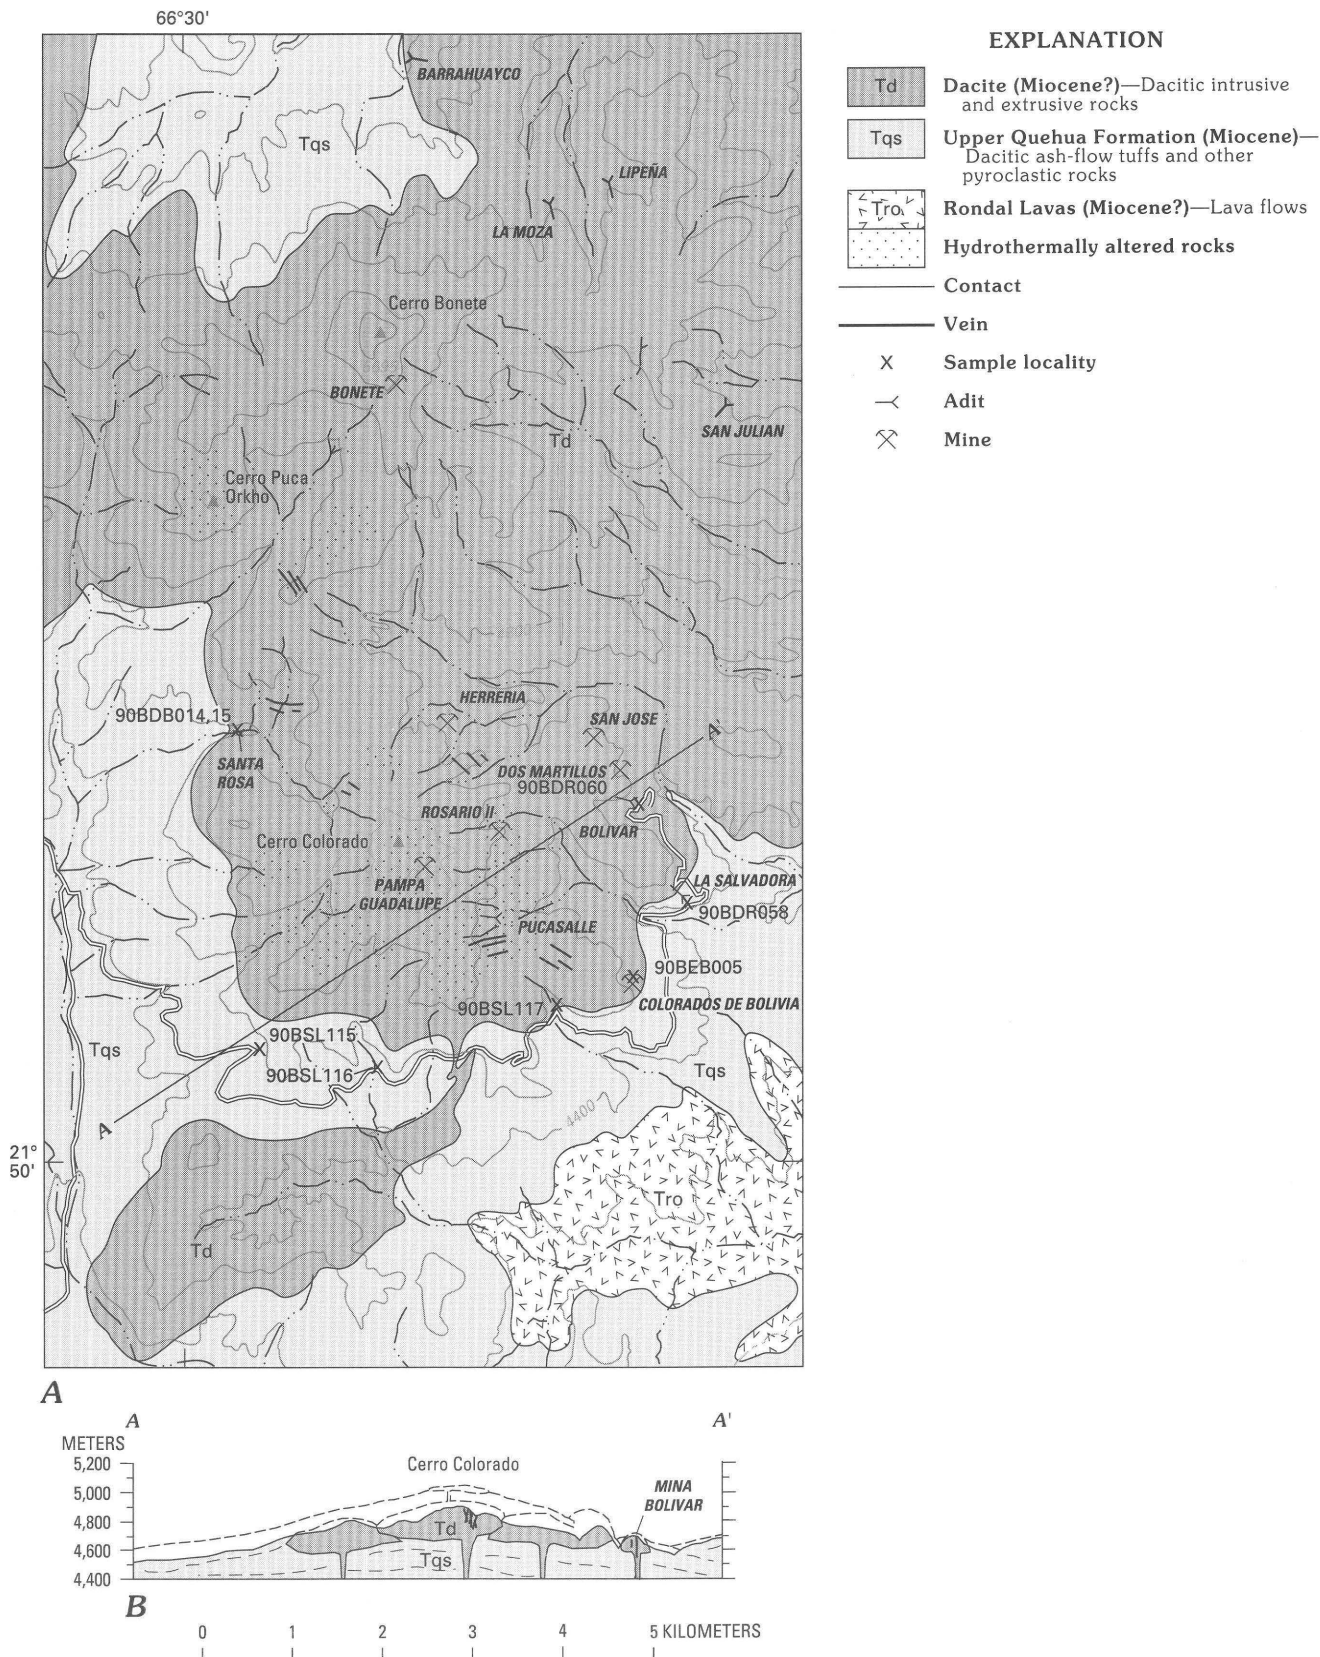 66°30'
EXPLANATION
Td
Dacite (Miocene?)—Dacitic intrusive
and extrusive rocks
Tqs
Upper Quehua Formation (Miocene)—
Dacitic ash-flow tuffs and other
pyroclastic rocks
Tro
Rondal Lavas (Miocene?)—Lava flows
Hydrothermally altered rocks
Contact
Vein
X
Sample locality
Adit
Mine
BARRAHUAYCO
Tqs
LIPEÑA
LA MOZA
Cerro Bonete
BONETE
SAN JULIAN
Td
Cerro Puca
Orkho
4800
HERRERIA
90BDB014,15
SAN JOSE
A'
SANTA
ROSA
DOS MARTILLOS
90BDR060
ROSARIO II
BOLIVAR
Cerro Colorado
PAMPA
GUADALUPE
LA SALVADORA
90BDR058
PUCASALLE
90BEB005
COLORADOS DE BOLIVIA
90BSL117
90BSL115
Tqs
90BSL116
Tqs
A
4400
21°
50'
Tro
Td
A
A
A'
METERS
5,200
5,000
4,800
4,600
4,400
Cerro Colorado
MINA
BOLIVAR
Td
Tqs
B
0 1 2 3 4 5 KILOMETERS